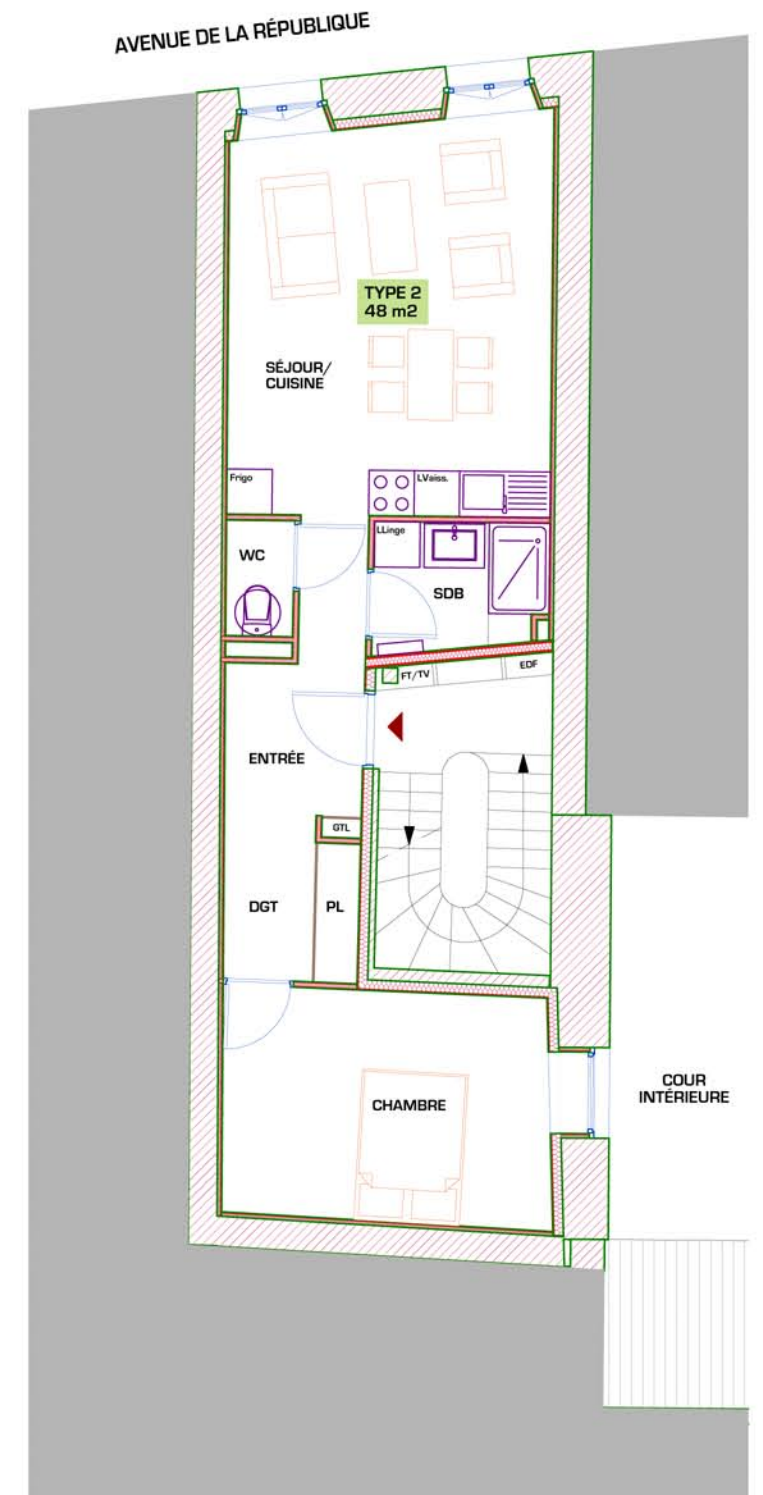 AVENUE DE LA RÉPUBLIQUE
TYPE 2
48 m2
SÉJOUR/
CUISINE
Frigo
LVaiss.
WC
LLinge
SDB
FT/TV
EDF
ENTRÉE
GTL
DGT
PL
CHAMBRE
COUR
INTÉRIEURE